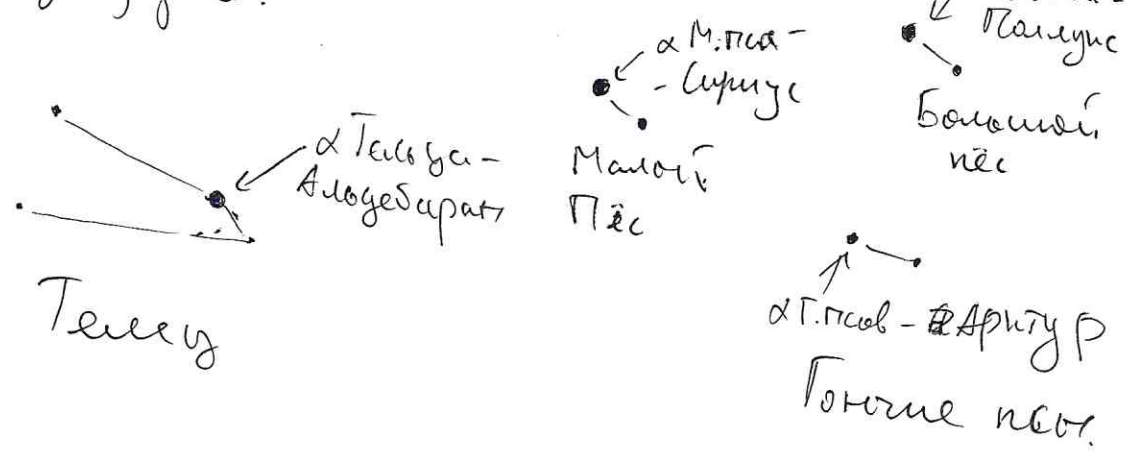 α М.пса -
- Сириус
Поллукс
Малый
Пёс
Большой
пёс
α Тельца -
Альдебаран
Телец
α Г.псов - Арктур
Гончие псы.